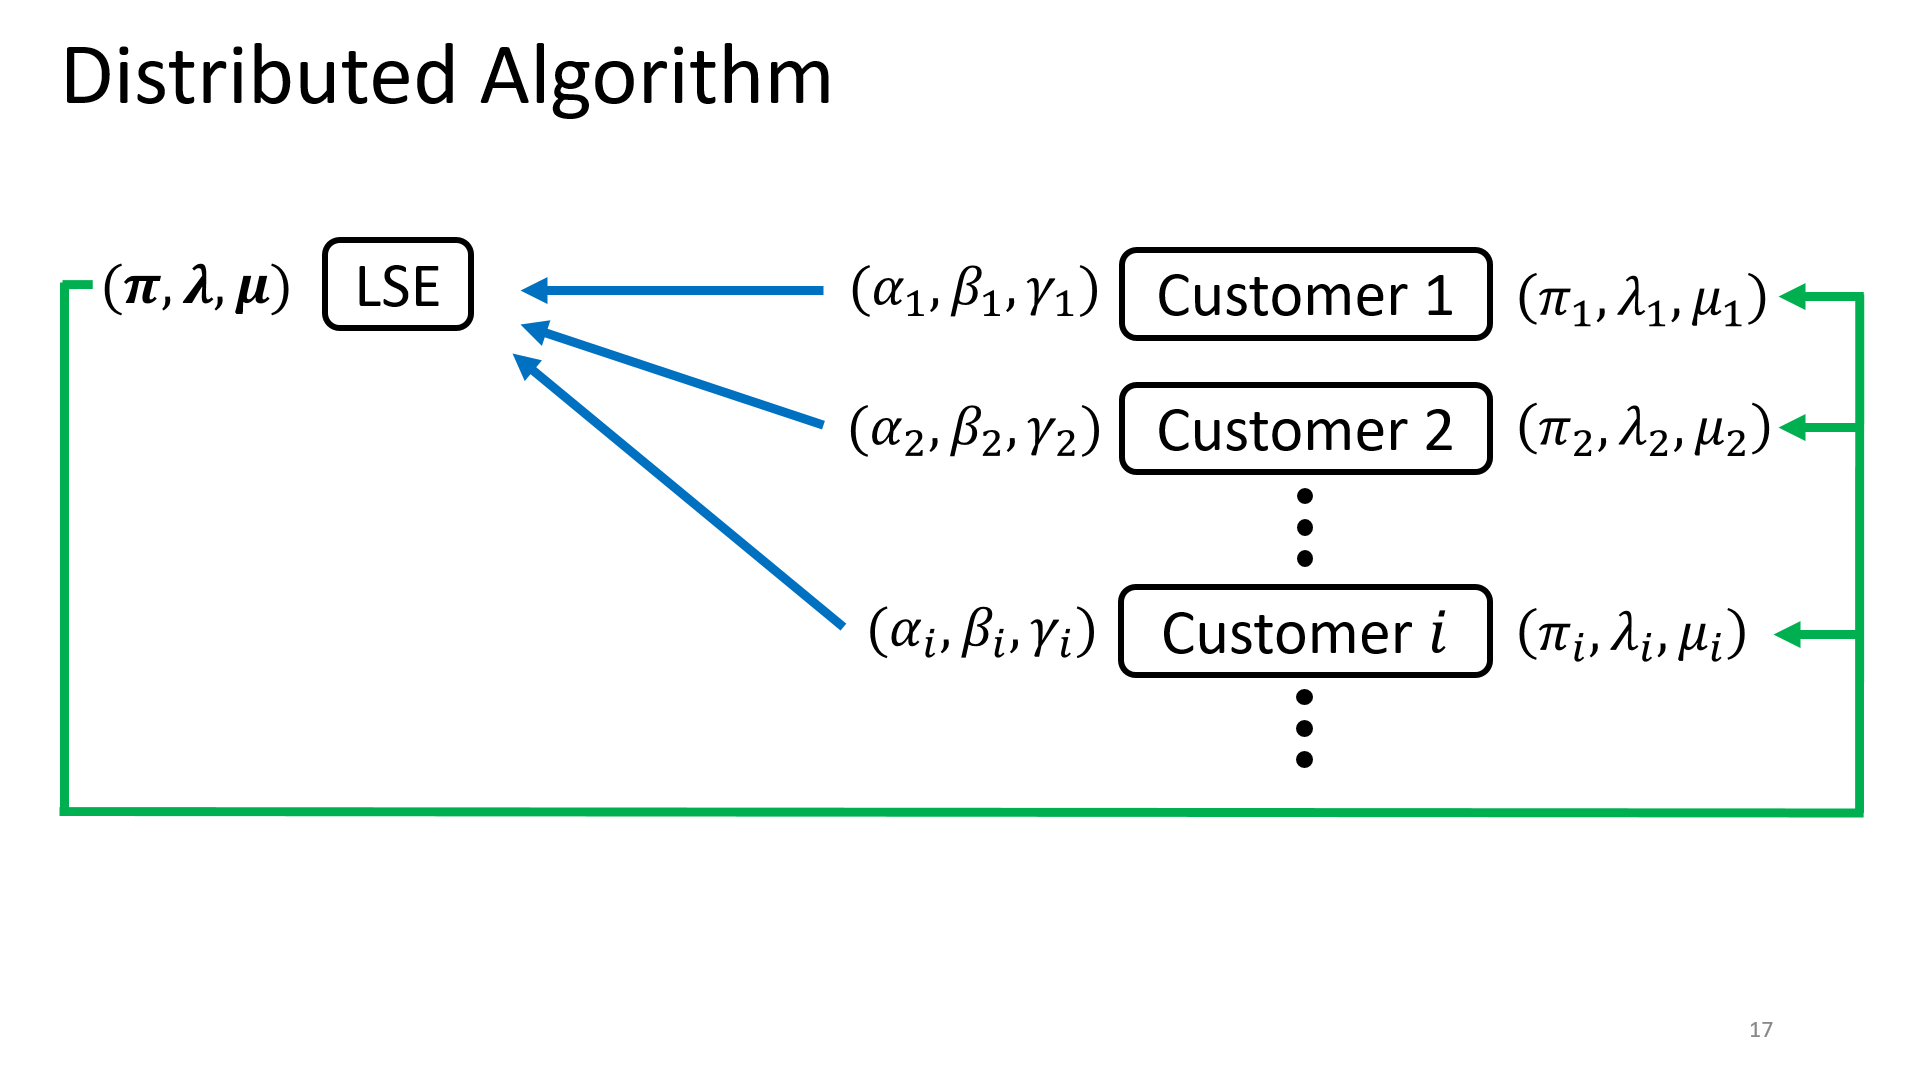 Distributed Algorithm
(𝝅, 𝝀, 𝝁) LSE (α₁, β₁, γ₁) Customer 1 (π₁, λ₁, μ₁)
(α₂, β₂, γ₂) Customer 2 (π₂, λ₂, μ₂)
(αᵢ, βᵢ, γᵢ) Customer i (πᵢ, λᵢ, μᵢ)
17